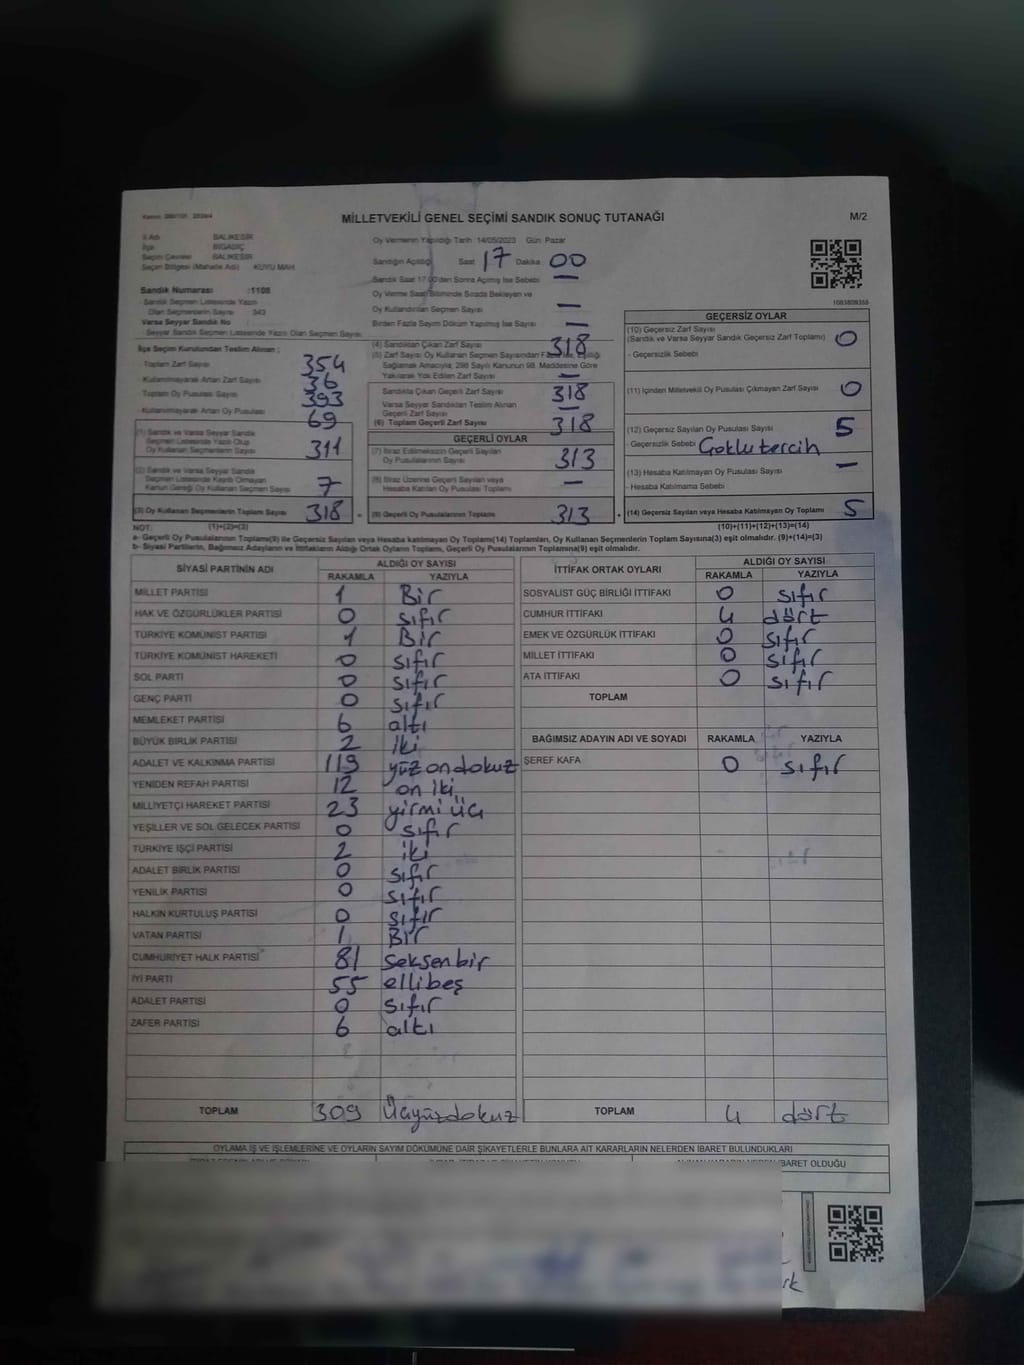 MİLLETVEKİLİ GENEL SEÇİMİ SANDIK SONUÇ TUTANAĞI
M/2
İl Adı BALIKESİR
İlçe BİGADİÇ
Seçim Çevresi BALIKESİR
Seçim Bölgesi (Mahalle Adı) KUYU MAH
Sandık Numarası :1108
Sandık Seçmen Listesinde Yazılı
Olan Seçmenlerin Sayısı 343
Varsa Seyyar Sandık No
Seyyar Sandık Seçmen Listesinde Yazılı Olan Seçmen Sayısı
İlçe Seçim Kurulundan Teslim Alınan ;
Toplam Zarf Sayısı 354
Kullanılmayarak Artan Zarf Sayısı 36
Toplam Oy Pusulası Sayısı 393
Kullanılmayarak Artan Oy Pusulası 69
(1) Sandık ve Varsa Seyyar Sandık
Seçmen Listesinde Yazılı Olup
Oy Kullanan Seçmenlerin Sayısı 311
(2) Sandık ve Varsa Seyyar Sandık
Seçmen Listesinde Kayıtlı Olmayan
Kanun Gereği Oy Kullanan Seçmen Sayısı 7
(3) Oy Kullanan Seçmenlerin Toplam Sayısı 318
Oy Vermenin Yapıldığı Tarih 14/05/2023 Gün Pazar
Sandığın Açıldığı Saat 17 Dakika 00
Sandık Saat 17:00'den Sonra Açılmış İse Sebebi —
Oy Verme Saati Bitiminde Sırada Bekleyen ve
Oy Kullandırılan Seçmen Sayısı —
Birden Fazla Sayım Döküm Yapılmış İse Sayısı —
(4) Sandıktan Çıkan Zarf Sayısı 318
(5) Zarf Sayısı Oy Kullanan Seçmen Sayısından Fazla İse, Eşitliği
Sağlamak Amacıyla, 298 Sayılı Kanunun 98. Maddesine Göre
Yakılarak Yok Edilen Zarf Sayısı —
Sandıkta Çıkan Geçerli Zarf Sayısı 318
Varsa Seyyar Sandıktan Teslim Alınan
Geçerli Zarf Sayısı —
(6) Toplam Geçerli Zarf Sayısı 318
GEÇERLİ OYLAR
(7) İtiraz Edilmeksizin Geçerli Sayılan
Oy Pusulalarının Sayısı 313
(8) İtiraz Üzerine Geçerli Sayılan veya
Hesaba Katılan Oy Pusulası Toplamı —
(9) Geçerli Oy Pusulalarının Toplamı 313
1083809355
GEÇERSİZ OYLAR
(10) Geçersiz Zarf Sayısı
(Sandık ve Varsa Seyyar Sandık Geçersiz Zarf Toplamı) 0
- Geçersizlik Sebebi
(11) İçinden Milletvekili Oy Pusulası Çıkmayan Zarf Sayısı 0
(12) Geçersiz Sayılan Oy Pusulası Sayısı 5
- Geçersizlik Sebebi Çoklu tercih
(13) Hesaba Katılmayan Oy Pusulası Sayısı —
- Hesaba Katılmama Sebebi
(14) Geçersiz Sayılan veya Hesaba Katılmayan Oy Toplamı 5
NOT: (1)+(2)=(3) (10)+(11)+(12)+(13)=(14)
a- Geçerli Oy Pusulalarının Toplamı(9) ile Geçersiz Sayılan veya Hesaba katılmayan Oy Toplamı(14) Toplamları, Oy Kullanan Seçmenlerin Toplam Sayısına(3) eşit olmalıdır. (9)+(14)=(3)
b- Siyasi Partilerin, Bağımsız Adayların ve İttifakların Aldığı Ortak Oyların Toplamı, Geçerli Oy Pusulalarının Toplamına(9) eşit olmalıdır.
SİYASİ PARTİNİN ADI ALDIĞI OY SAYISI
RAKAMLA YAZIYLA
MİLLET PARTİSİ 1 Bir
HAK VE ÖZGÜRLÜKLER PARTİSİ 0 sıfır
TÜRKİYE KOMÜNİST PARTİSİ 1 Bir
TÜRKİYE KOMÜNİST HAREKETİ 0 sıfır
SOL PARTİ 0 sıfır
GENÇ PARTİ 0 sıfır
MEMLEKET PARTİSİ 6 altı
BÜYÜK BİRLİK PARTİSİ 2 iki
ADALET VE KALKINMA PARTİSİ 119 yüz on dokuz
YENİDEN REFAH PARTİSİ 12 on iki
MİLLİYETÇİ HAREKET PARTİSİ 23 yirmi üç
YEŞİLLER VE SOL GELECEK PARTİSİ 0 sıfır
TÜRKİYE İŞÇİ PARTİSİ 2 iki
ADALET BİRLİK PARTİSİ 0 sıfır
YENİLİK PARTİSİ 0 sıfır
HALKIN KURTULUŞ PARTİSİ 0 sıfır
VATAN PARTİSİ 1 Bir
CUMHURİYET HALK PARTİSİ 81 seksen bir
İYİ PARTİ 55 elli beş
ADALET PARTİSİ 0 sıfır
ZAFER PARTİSİ 6 altı
TOPLAM 309 Üçyüzdokuz
İTTİFAK ORTAK OYLARI ALDIĞI OY SAYISI
RAKAMLA YAZIYLA
SOSYALİST GÜÇ BİRLİĞİ İTTİFAKI 0 sıfır
CUMHUR İTTİFAKI 4 dört
EMEK VE ÖZGÜRLÜK İTTİFAKI 0 sıfır
MİLLET İTTİFAKI 0 sıfır
ATA İTTİFAKI 0 sıfır
TOPLAM
BAĞIMSIZ ADAYIN ADI VE SOYADI RAKAMLA YAZIYLA
ŞEREF KAFA 0 sıfır
TOPLAM 4 dört
OYLAMA İŞ VE İŞLEMLERİNE VE OYLARIN SAYIM DÖKÜMÜNE DAİR ŞİKAYETLERLE BUNLARA AİT KARARLARIN NELERDEN İBARET BULUNDUKLARI
İBARET OLDUĞU